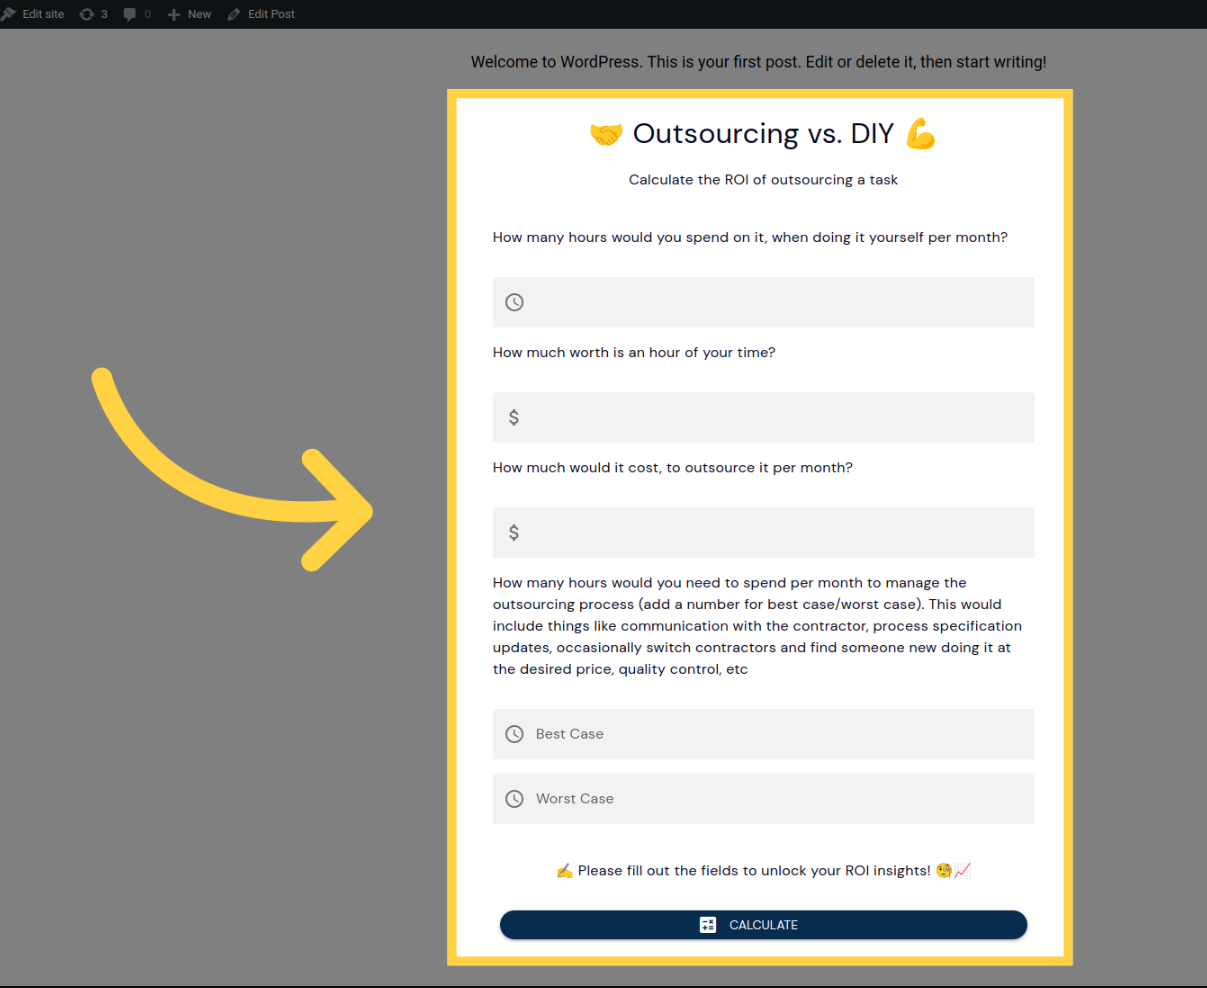 Edit site 3 0 New Edit Post
Welcome to WordPress. This is your first post. Edit or delete it, then start writing!
🤝 Outsourcing vs. DIY 💪
Calculate the ROI of outsourcing a task
How many hours would you spend on it, when doing it yourself per month?
How much worth is an hour of your time?
$
How much would it cost, to outsource it per month?
$
How many hours would you need to spend per month to manage the
outsourcing process (add a number for best case/worst case). This would
include things like communication with the contractor, process specification
updates, occasionally switch contractors and find someone new doing it at
the desired price, quality control, etc
Best Case
Worst Case
✍️ Please fill out the fields to unlock your ROI insights! 🧐📈
CALCULATE